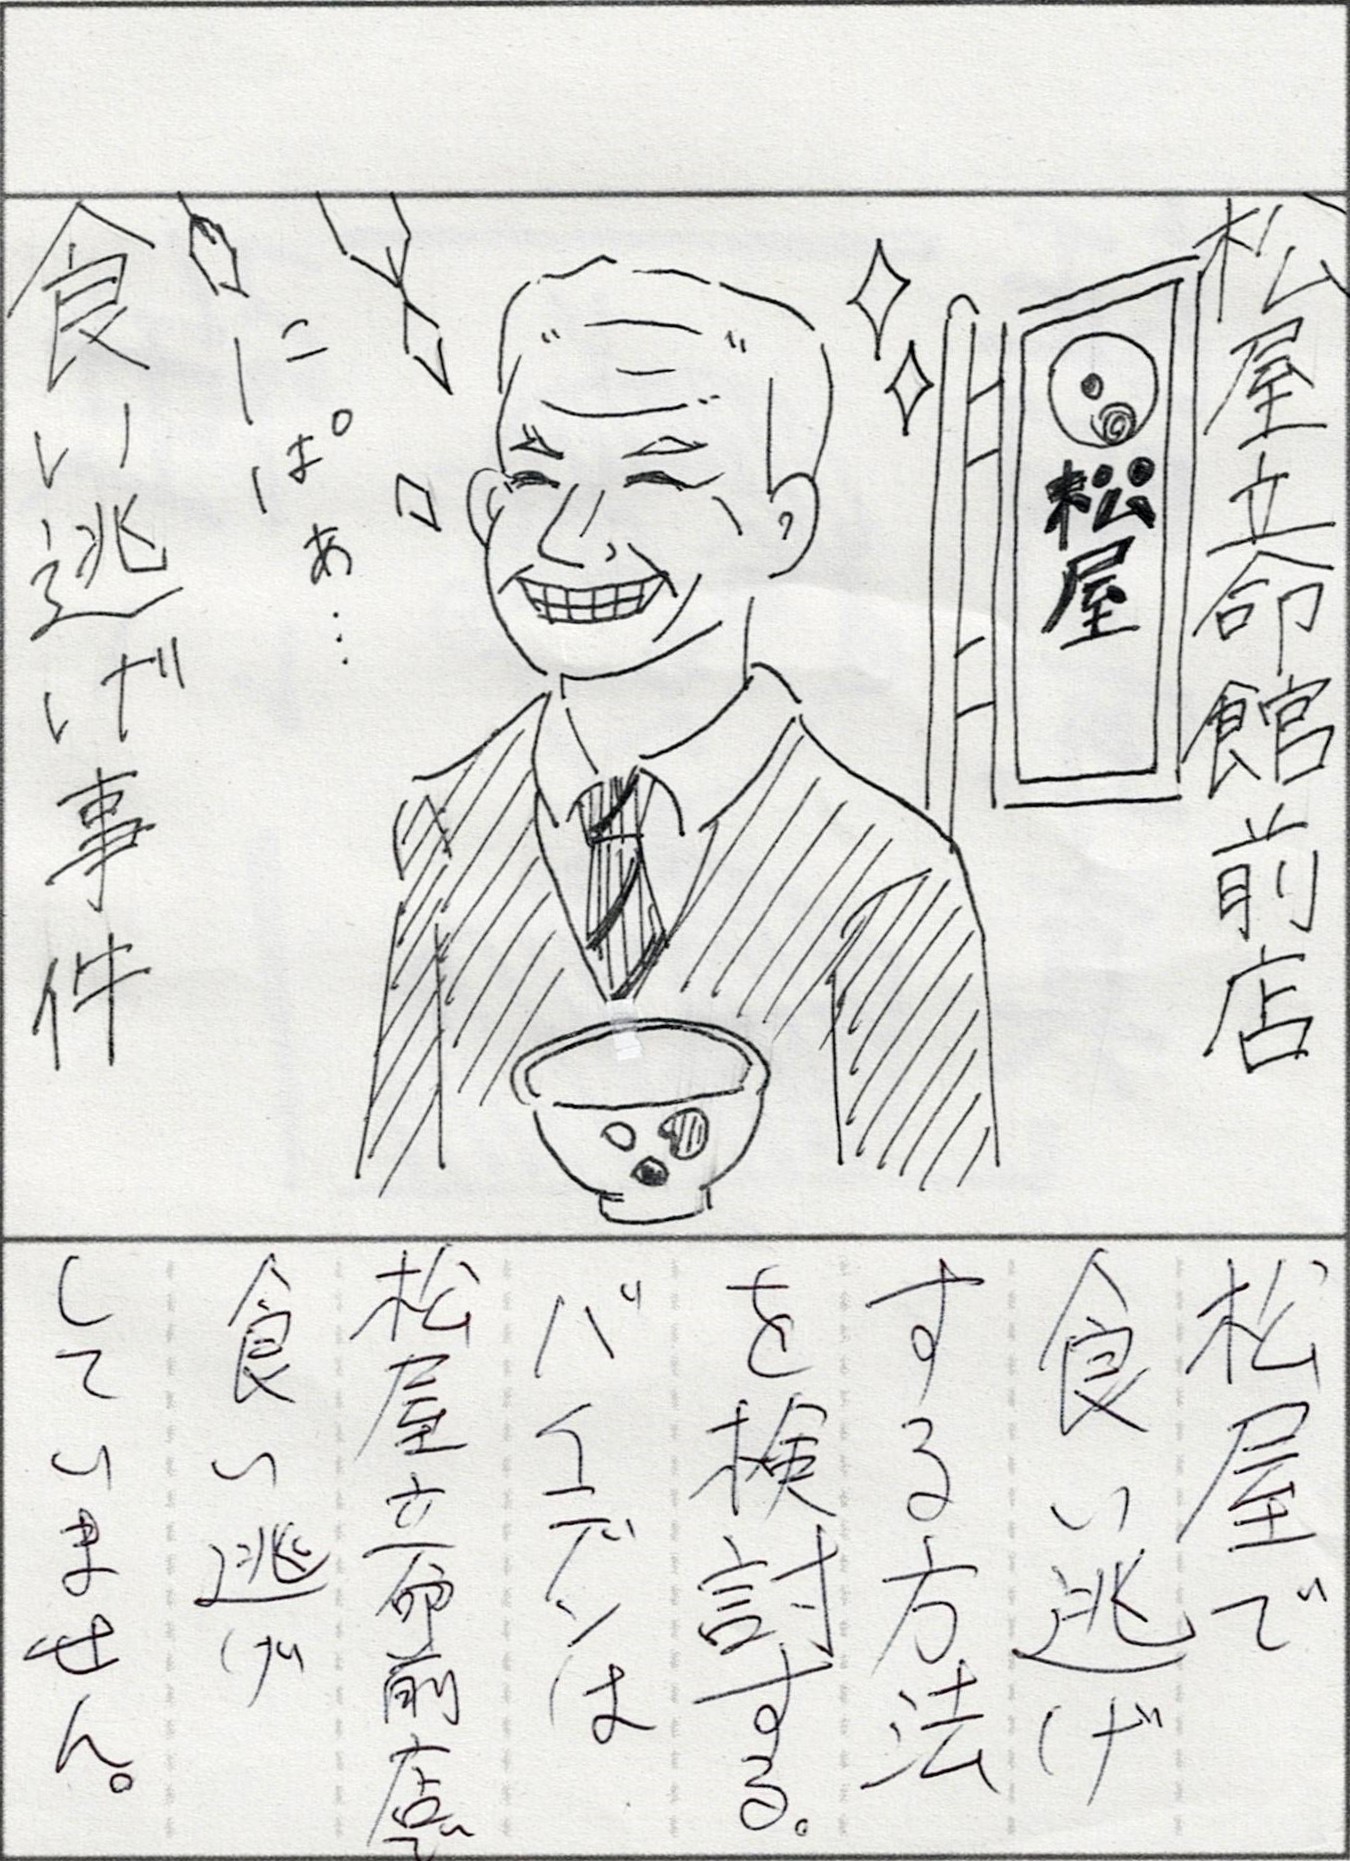 松屋立命館前店
松屋
にぱぁ…
食い逃げ事件
松屋で
食い逃げ
する方法
を検討する。
バイデンは
松屋立命前店で
食い逃げ
していません。